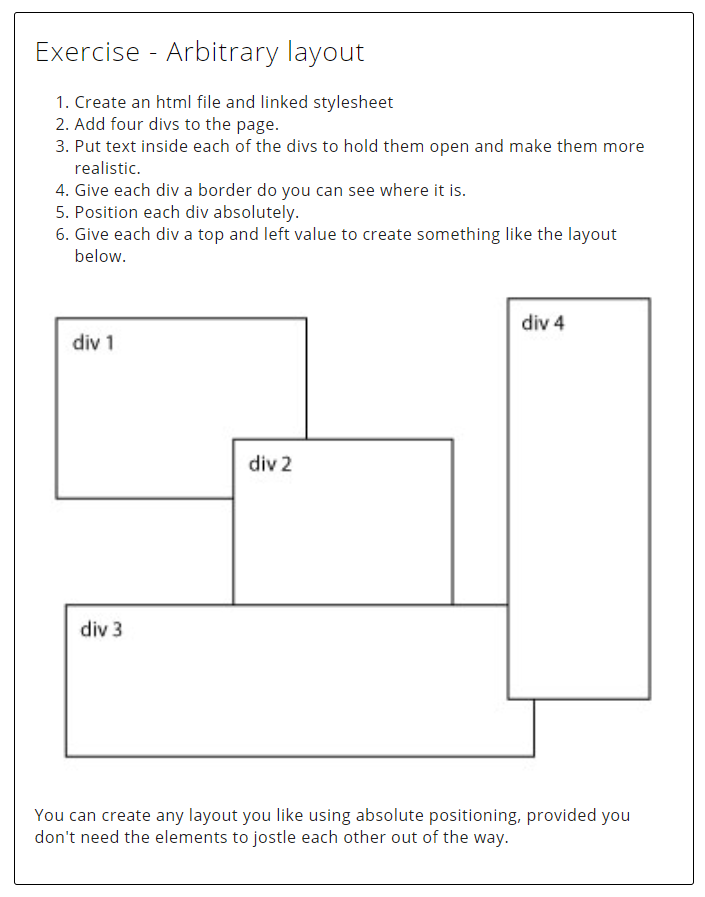 Exercise - Arbitrary layout
1. Create an html file and linked stylesheet
2. Add four divs to the page.
3. Put text inside each of the divs to hold them open and make them more
realistic.
4. Give each div a border do you can see where it is.
5. Position each div absolutely.
6. Give each div a top and left value to create something like the layout
below.
div 1
div 4
div 2
div 3
You can create any layout you like using absolute positioning, provided you
don't need the elements to jostle each other out of the way.